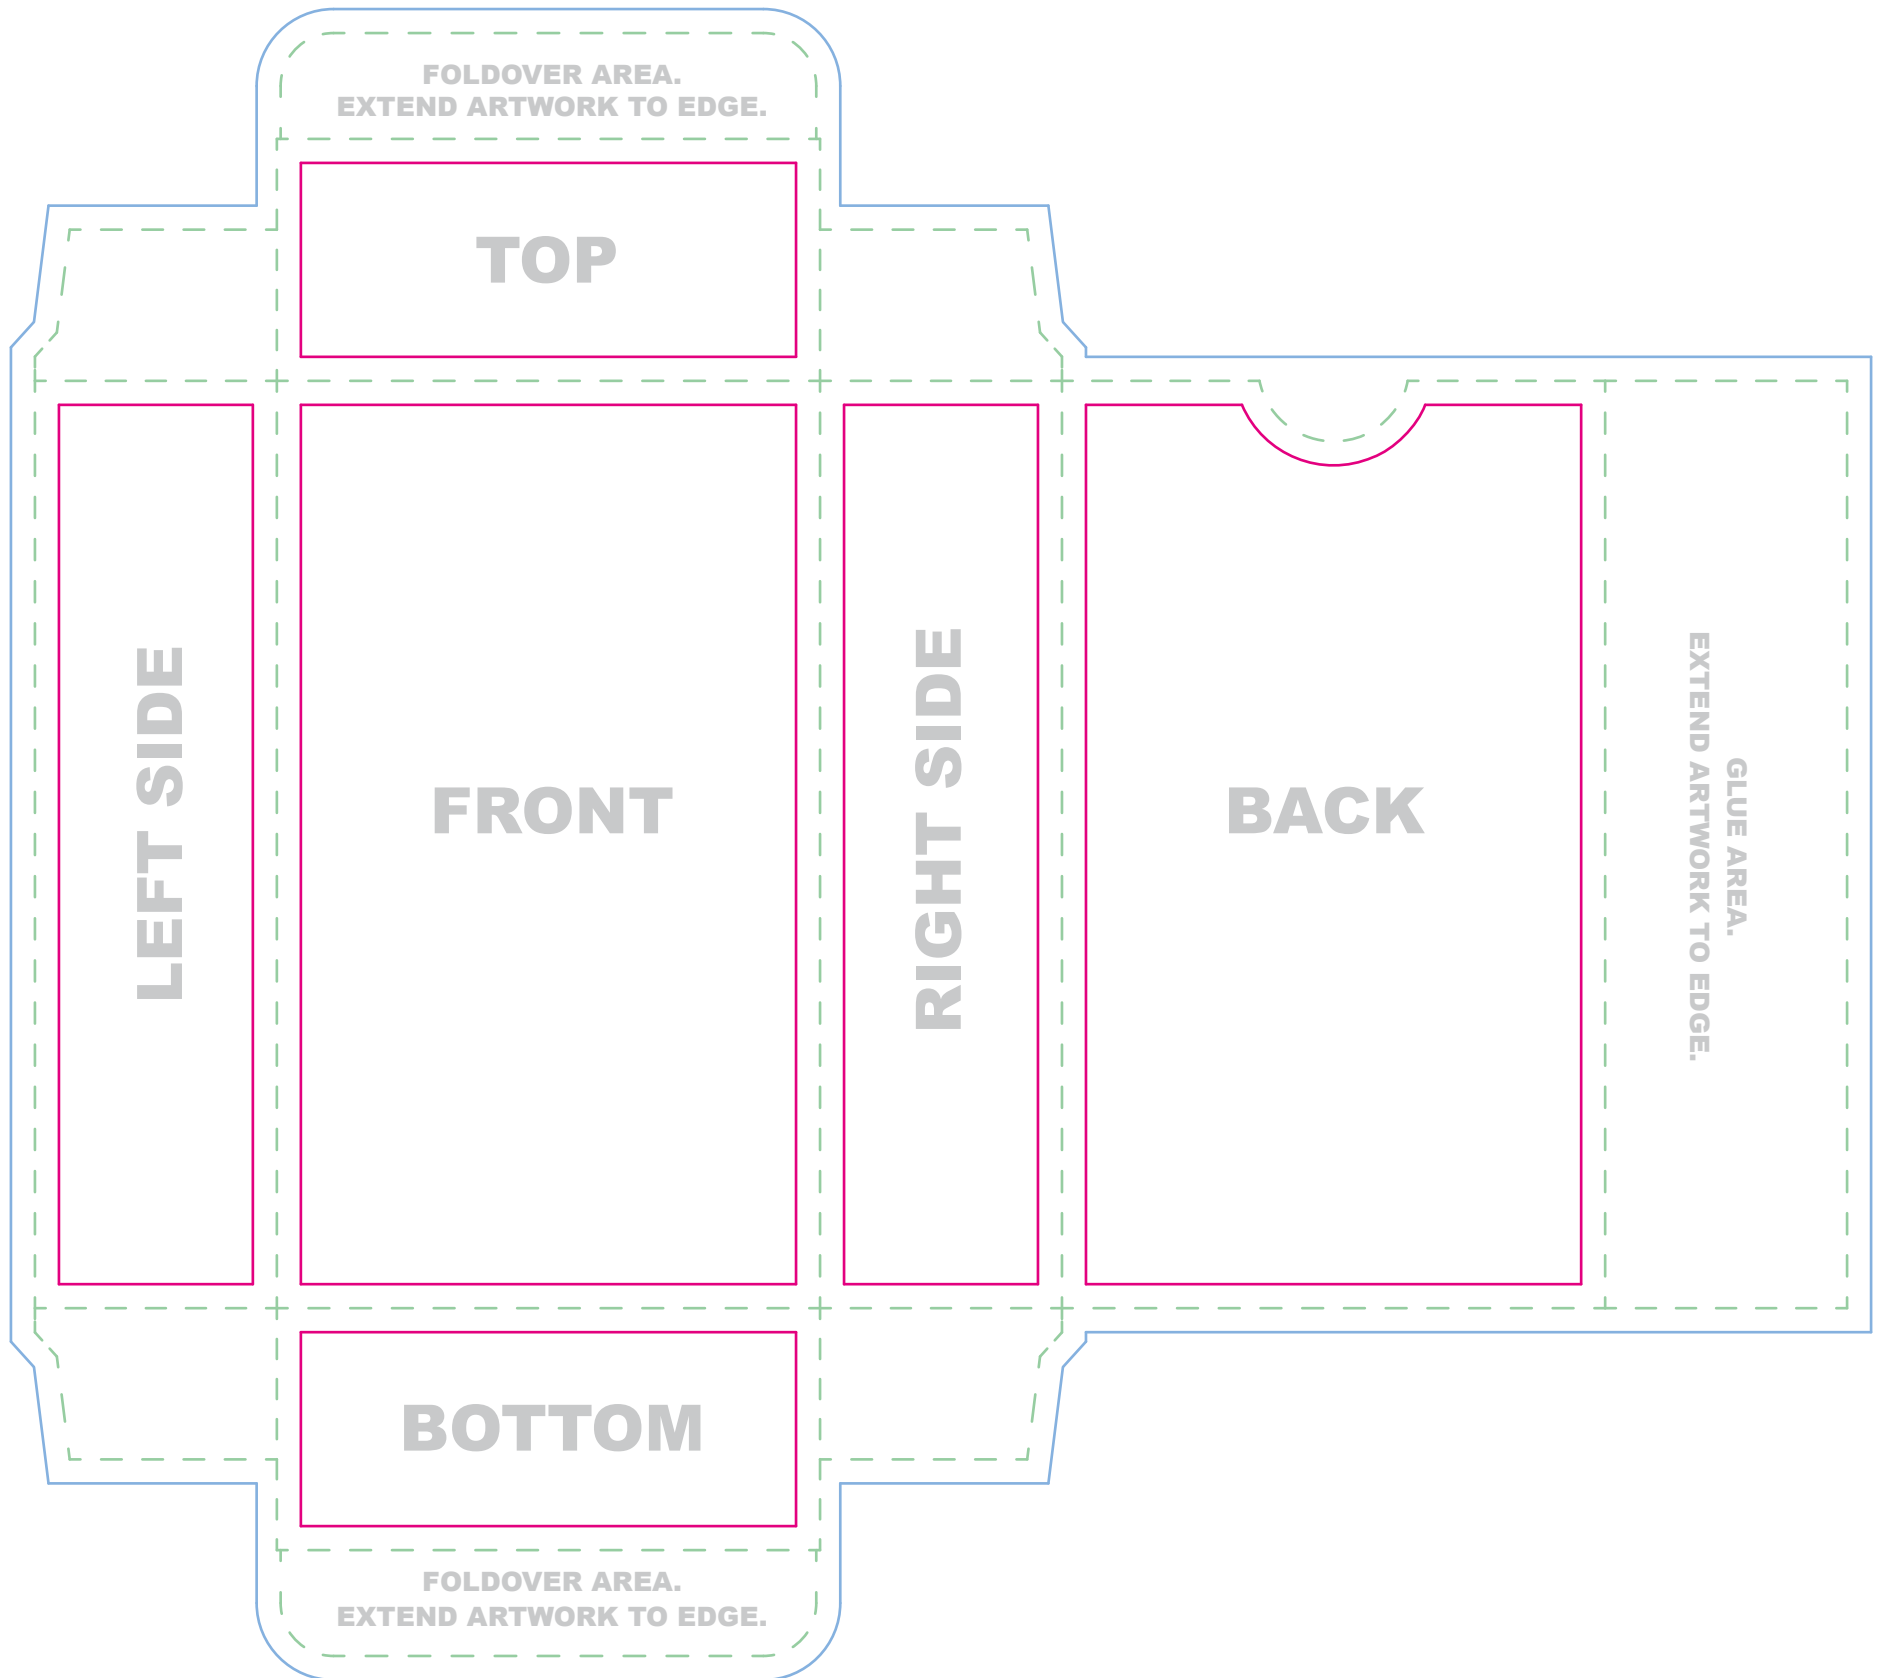 FOLDOVER AREA.
EXTEND ARTWORK TO EDGE.
TOP
LEFT SIDE
FRONT
RIGHT SIDE
BACK
GLUE AREA.
EXTEND ARTWORK TO EDGE.
BOTTOM
FOLDOVER AREA.
EXTEND ARTWORK TO EDGE.